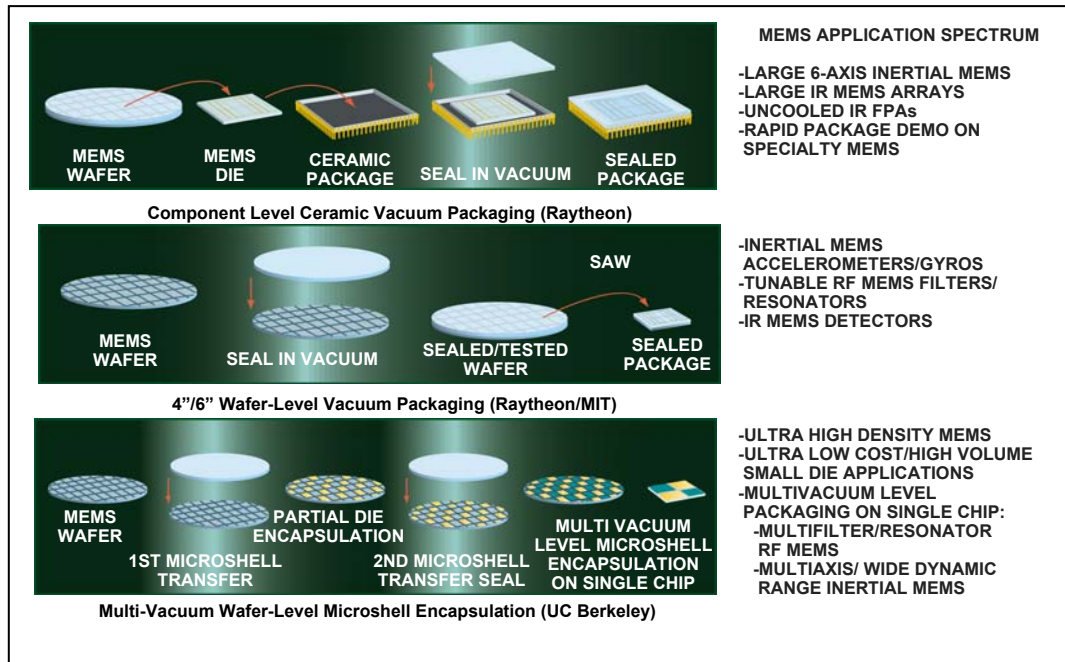 MEMS APPLICATION SPECTRUM
MEMS
WAFER
MEMS
DIE
CERAMIC
PACKAGE
SEAL IN VACUUM
SEALED
PACKAGE
Component Level Ceramic Vacuum Packaging (Raytheon)
-LARGE 6-AXIS INERTIAL MEMS
-LARGE IR MEMS ARRAYS
-UNCOOLED IR FPAs
-RAPID PACKAGE DEMO ON
SPECIALTY MEMS
MEMS
WAFER
SEAL IN VACUUM
SEALED/TESTED
WAFER
SAW
SEALED
PACKAGE
4”/6” Wafer-Level Vacuum Packaging (Raytheon/MIT)
-INERTIAL MEMS
ACCELEROMETERS/GYROS
-TUNABLE RF MEMS FILTERS/
RESONATORS
-IR MEMS DETECTORS
MEMS
WAFER
1ST MICROSHELL
TRANSFER
PARTIAL DIE
ENCAPSULATION
2ND MICROSHELL
TRANSFER SEAL
MULTI VACUUM
LEVEL MICROSHELL
ENCAPSULATION
ON SINGLE CHIP
Multi-Vacuum Wafer-Level Microshell Encapsulation (UC Berkeley)
-ULTRA HIGH DENSITY MEMS
-ULTRA LOW COST/HIGH VOLUME
SMALL DIE APPLICATIONS
-MULTIVACUUM LEVEL
PACKAGING ON SINGLE CHIP:
-MULTIFILTER/RESONATOR
RF MEMS
-MULTIAXIS/ WIDE DYNAMIC
RANGE INERTIAL MEMS